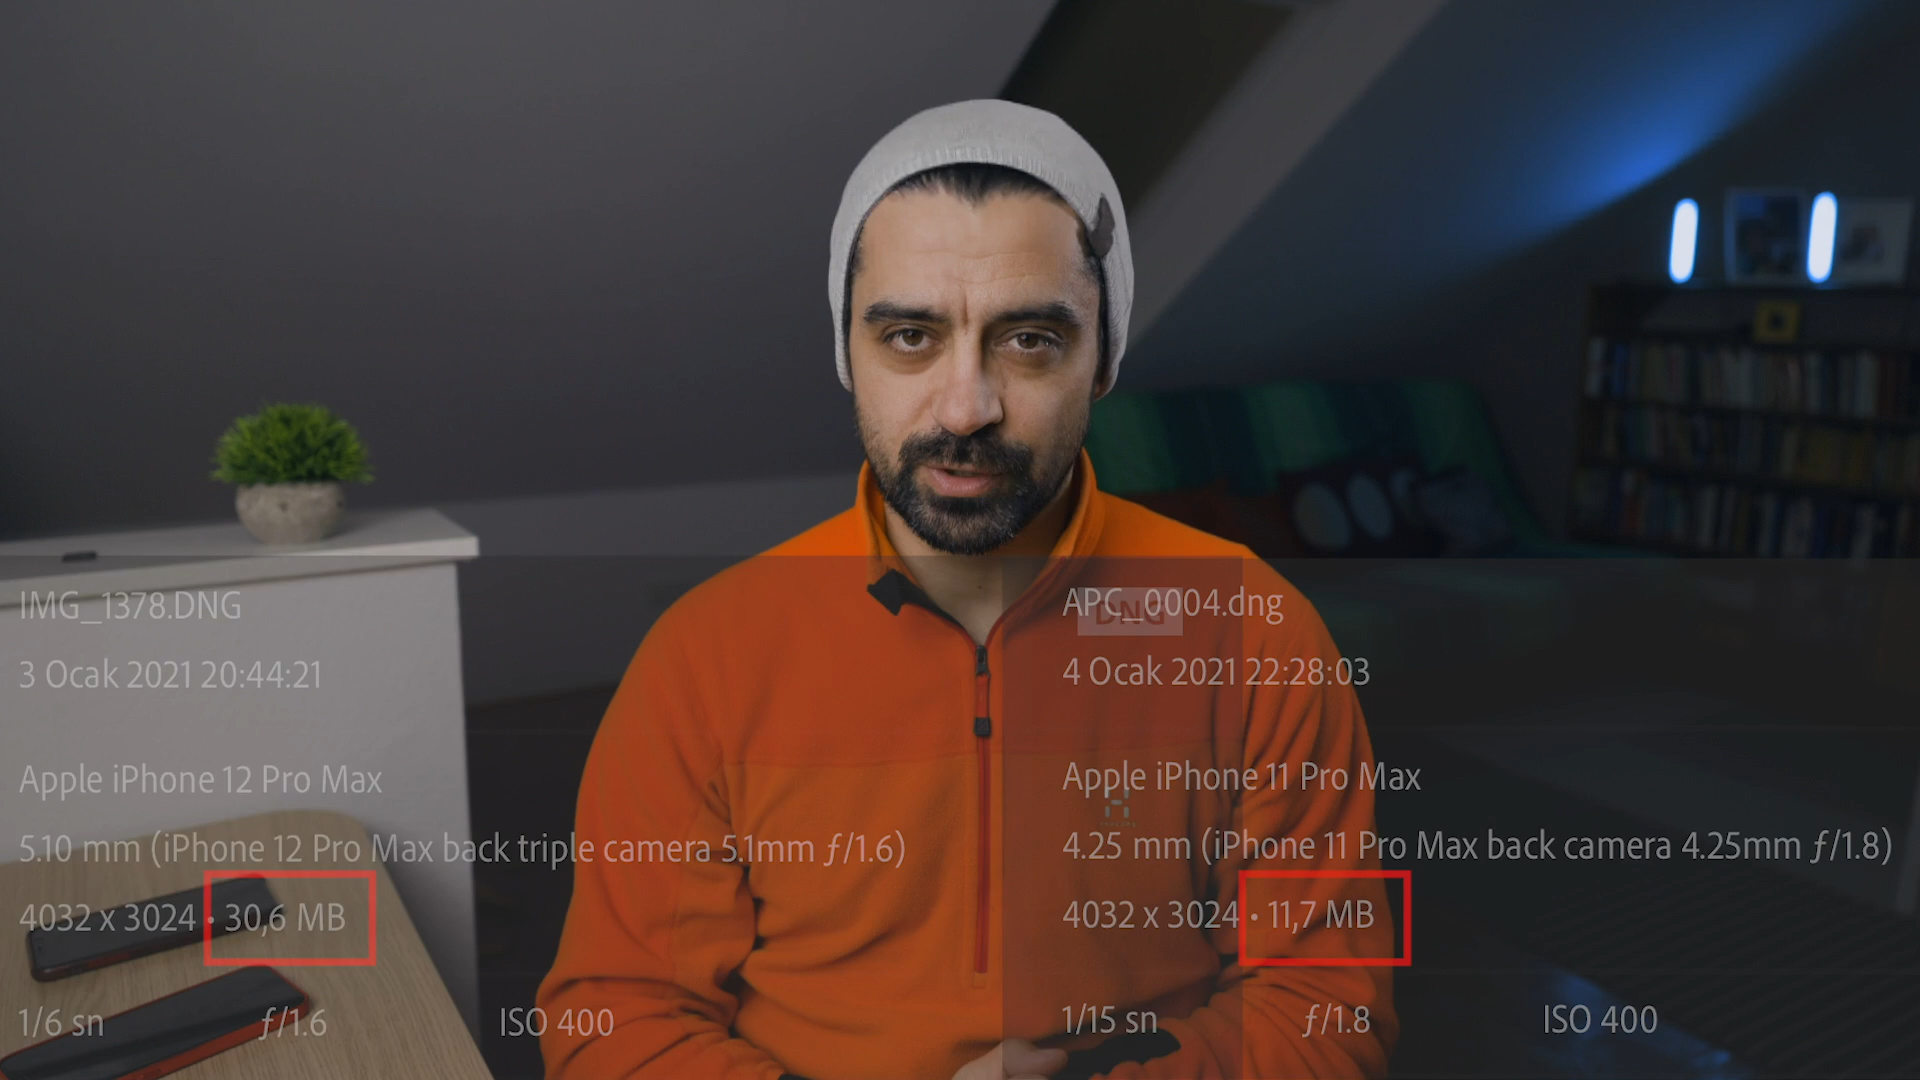 IMG_1378.DNG
3 Ocak 2021 20:44:21
Apple iPhone 12 Pro Max
5.10 mm (iPhone 12 Pro Max back triple camera 5.1mm ƒ/1.6)
4032 x 3024 • 30,6 MB
1/6 sn ƒ/1.6 ISO 400
APC_0004.dng
DNG
4 Ocak 2021 22:28:03
Apple iPhone 11 Pro Max
4.25 mm (iPhone 11 Pro Max back camera 4.25mm ƒ/1.8)
4032 x 3024 • 11,7 MB
1/15 sn ƒ/1.8 ISO 400